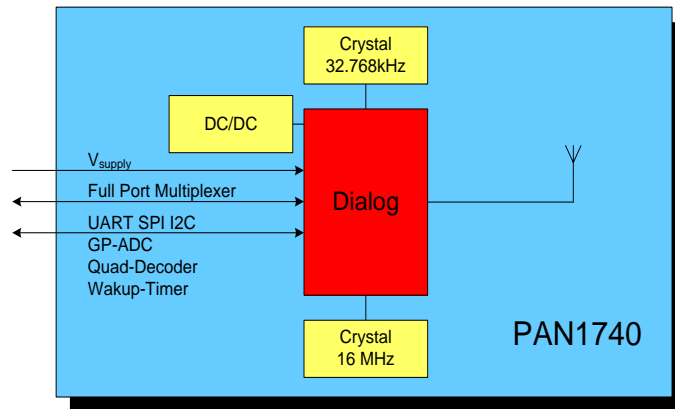 Crystal
32.768kHz
DC/DC
Vsupply
Full Port Multiplexer
Dialog
UART SPI I2C
GP-ADC
Quad-Decoder
Wakup-Timer
PAN1740
Crystal
16 MHz